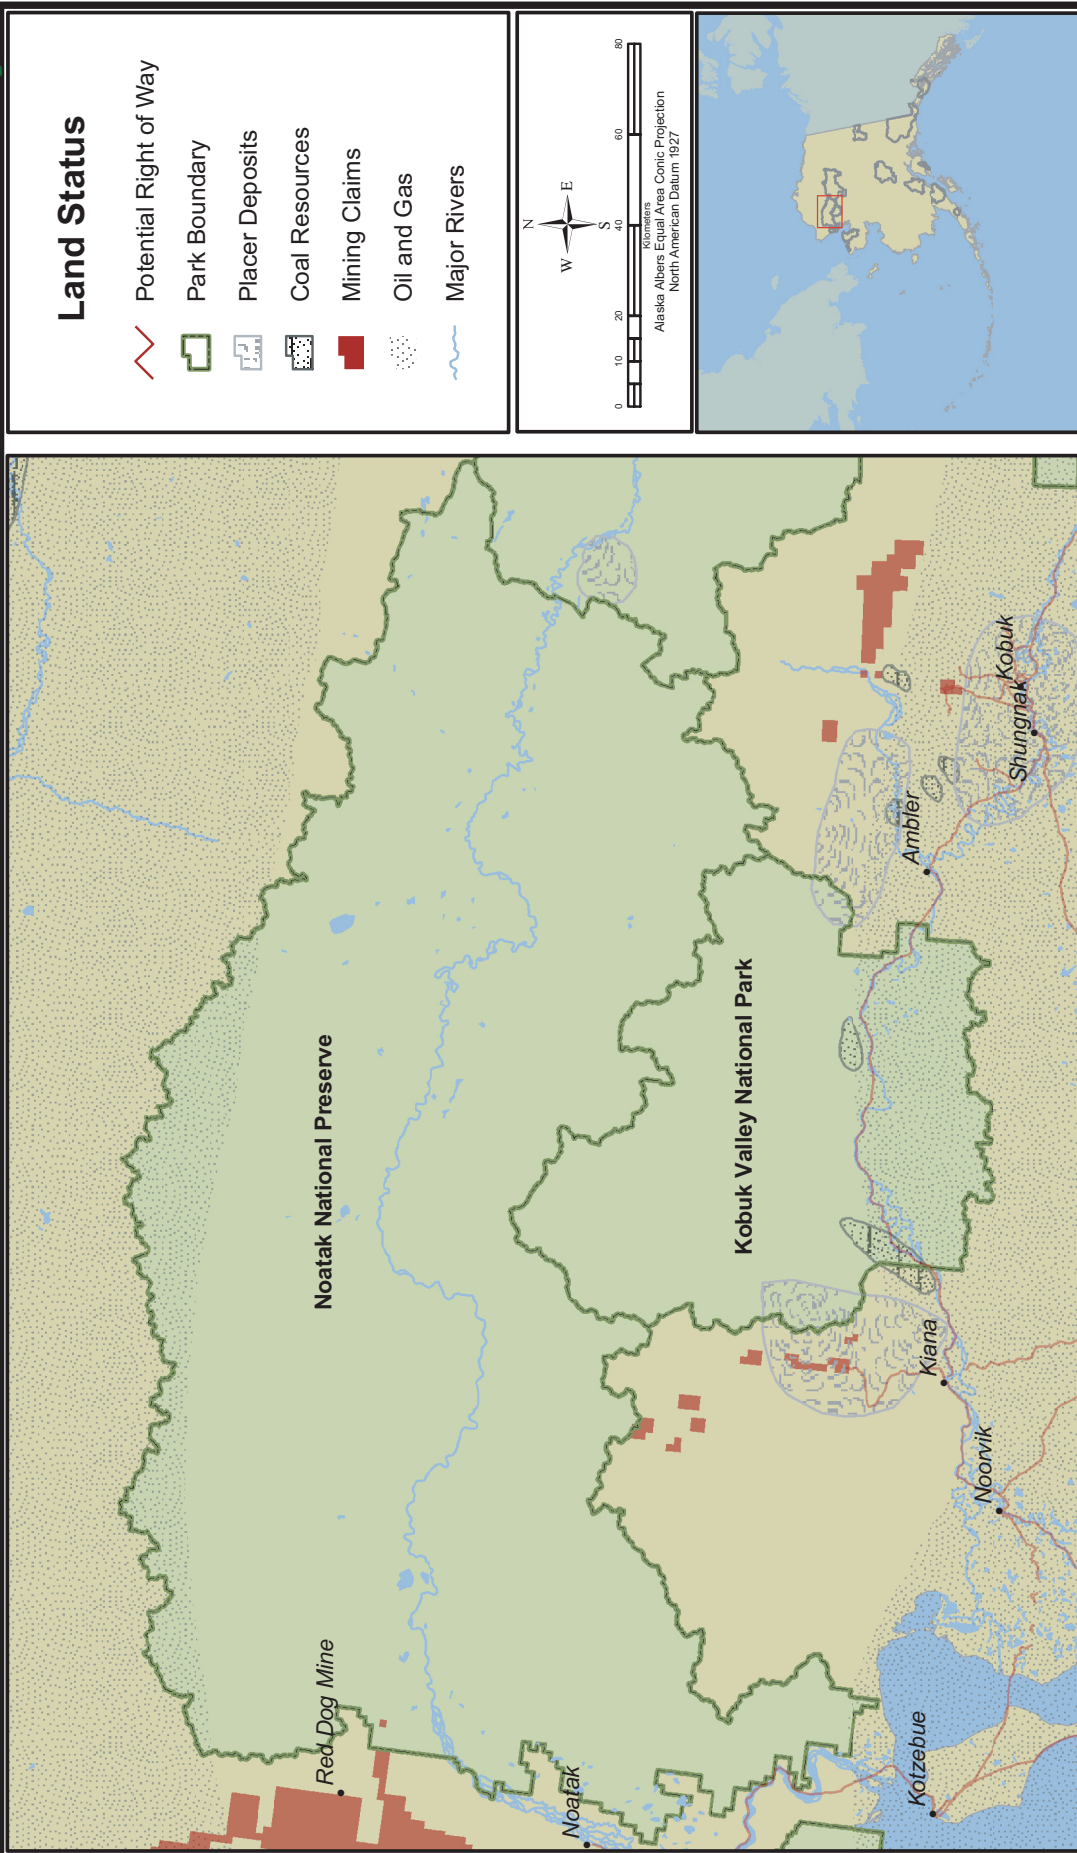 Land Status
Potential Right of Way
Park Boundary
Placer Deposits
Coal Resources
Mining Claims
Oil and Gas
Major Rivers
N
W
E
S
0
10
20
40
60
80
Kilometers
Alaska Albers Equal Area Conic Projection
North American Datum 1927
Noatak National Preserve
Kobuk Valley National Park
Red Dog Mine
Noatak
Kotzebue
Noorvik
Kiana
Ambler
Shungnak
Kobuk